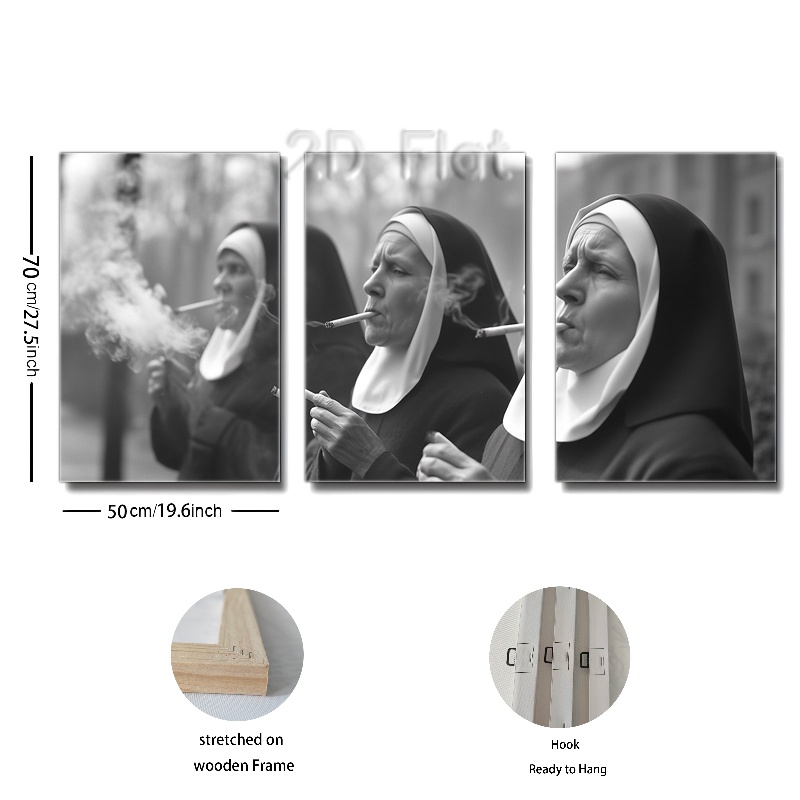 2D Flat
70 cm/27.5inch
50cm/19.6inch
stretched on
wooden Frame
Hook
Ready to Hang